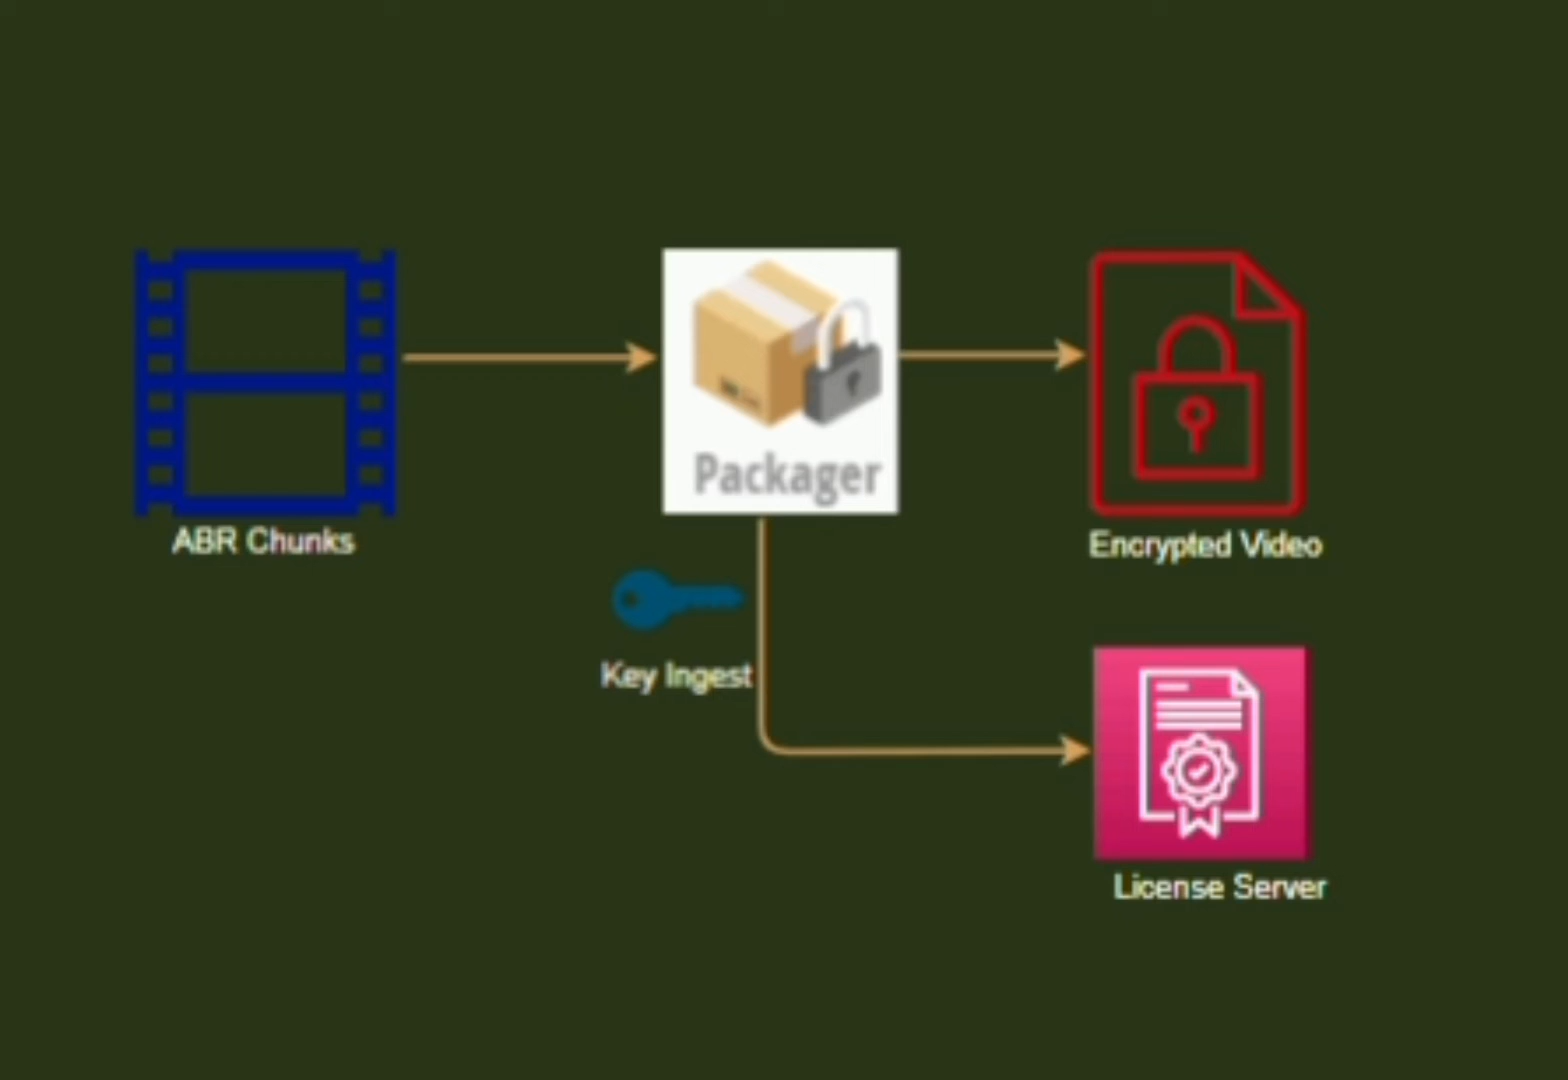 Packager
ABR Chunks
Encrypted Video
Key Ingest
License Server